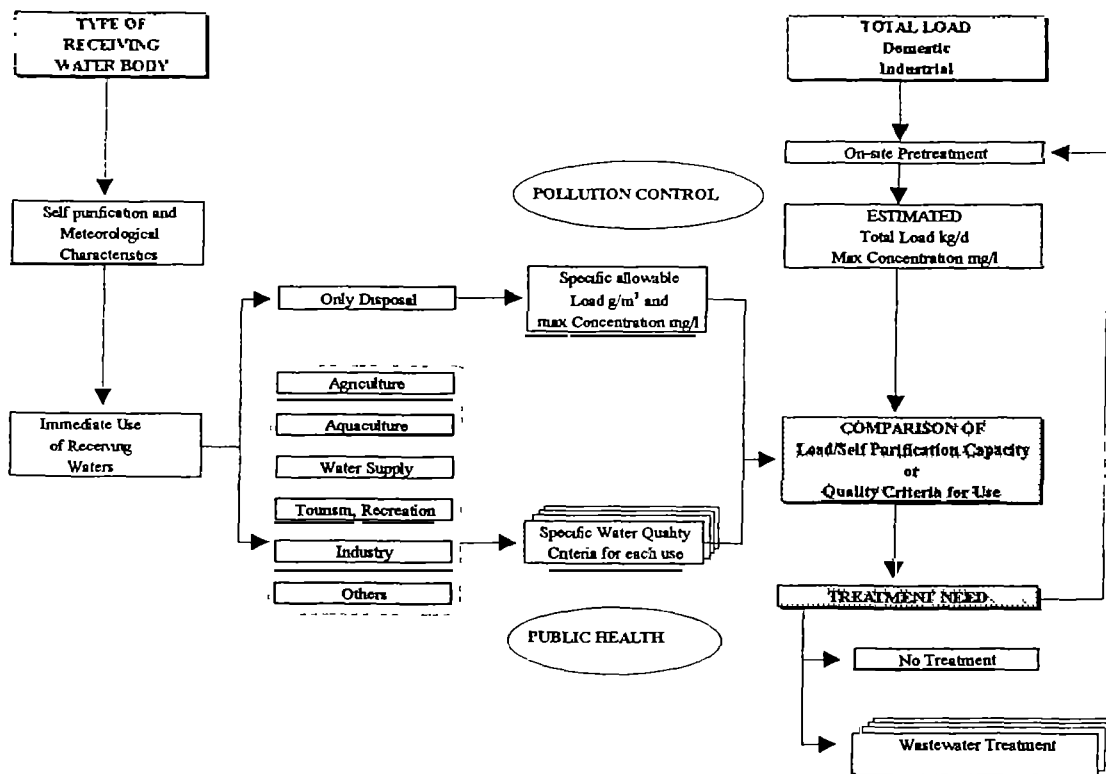 TYPE OF
RECEIVING
WATER BODY
Self purification and
Meteorological
Characteristics
Immediate Use
of Receiving
Waters
Only Disposal
Agriculture
Aquaculture
Water Supply
Tourism, Recreation
Industry
Others
POLLUTION CONTROL
Specific allowable
Load g/m³ and
max Concentration mg/l
Specific Water Quality
Criteria for each use
PUBLIC HEALTH
TOTAL LOAD
Domestic
Industrial
On-site Pretreatment
ESTIMATED
Total Load kg/d
Max Concentration mg/l
COMPARISON OF
Load/Self Purification Capacity
or
Quality Criteria for Use
TREATMENT NEED
No Treatment
Wastewater Treatment